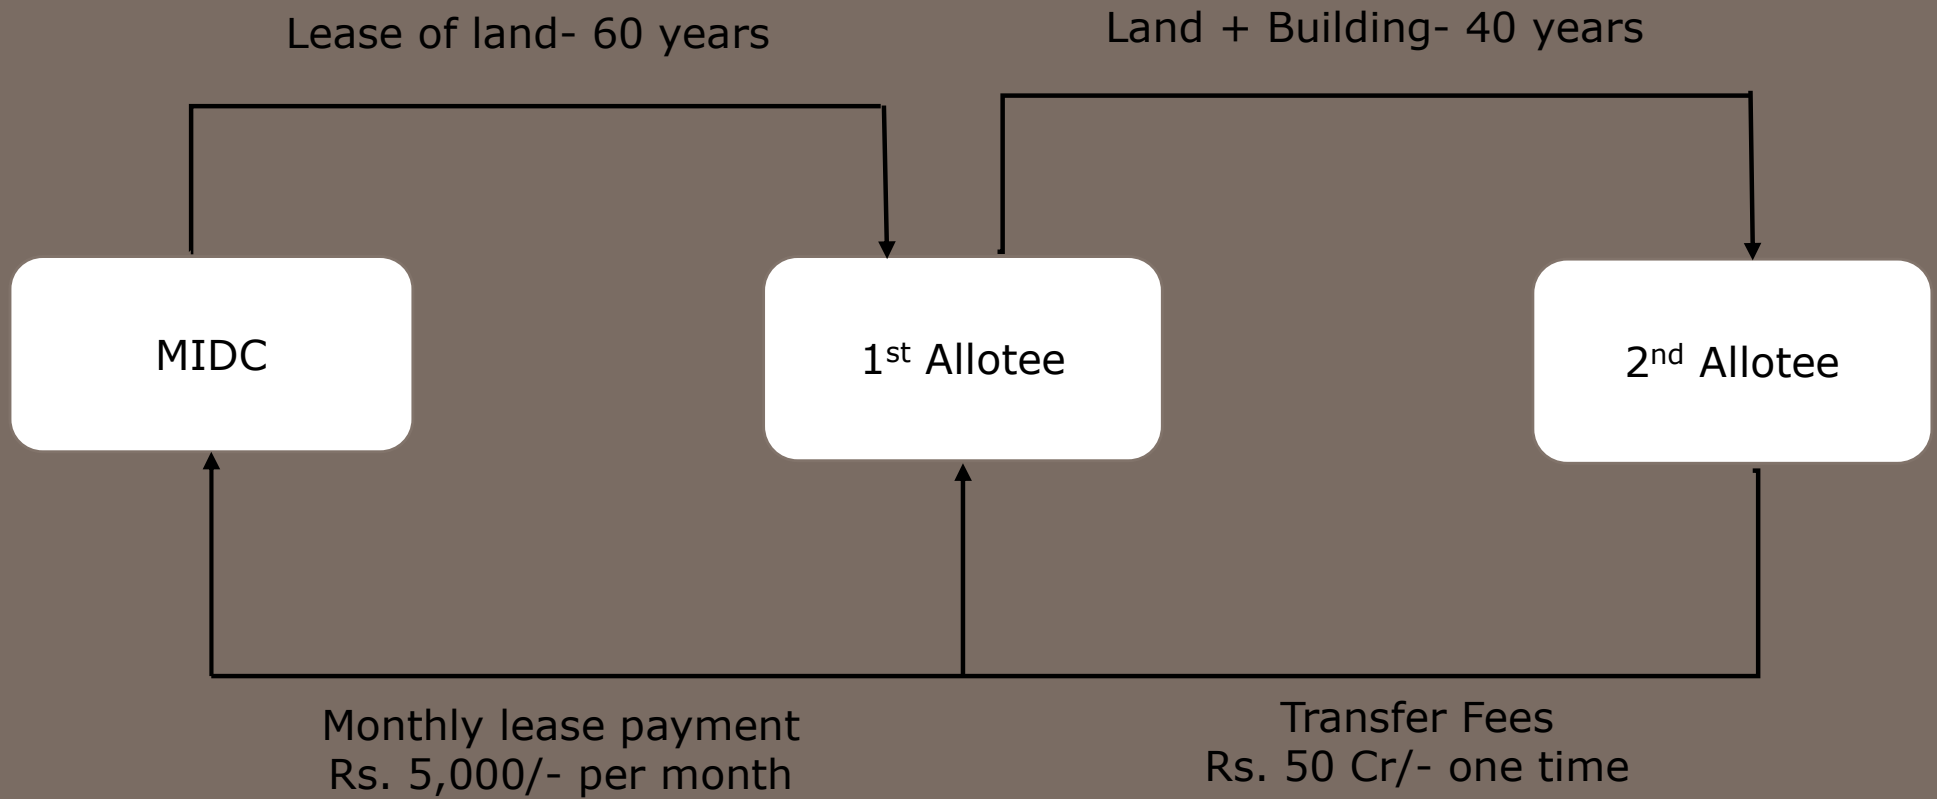 Lease of land- 60 years
Land + Building- 40 years
MIDC
1st Allotee
2nd Allotee
Monthly lease payment
Rs. 5,000/- per month
Transfer Fees
Rs. 50 Cr/- one time